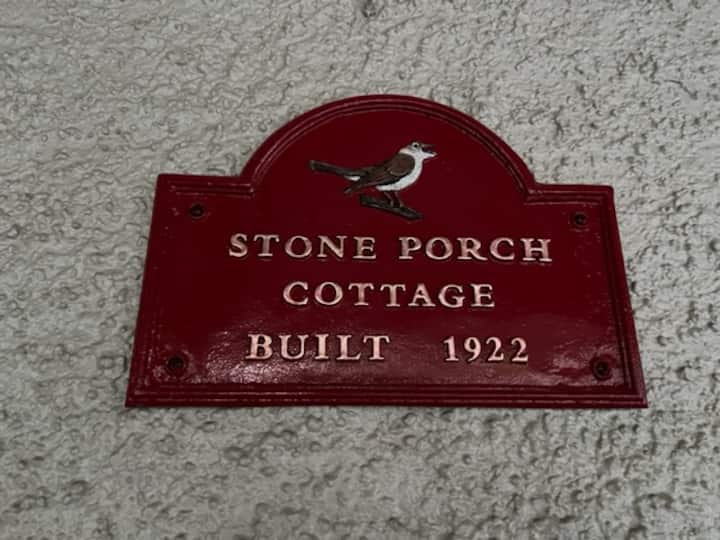 STONE PORCH
COTTAGE
BUILT 1922